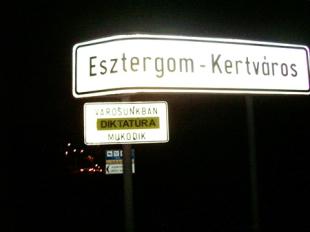 Esztergom - Kertváros
VÁROSUNKBAN
DIKTATÚRA
MŰKÖDIK